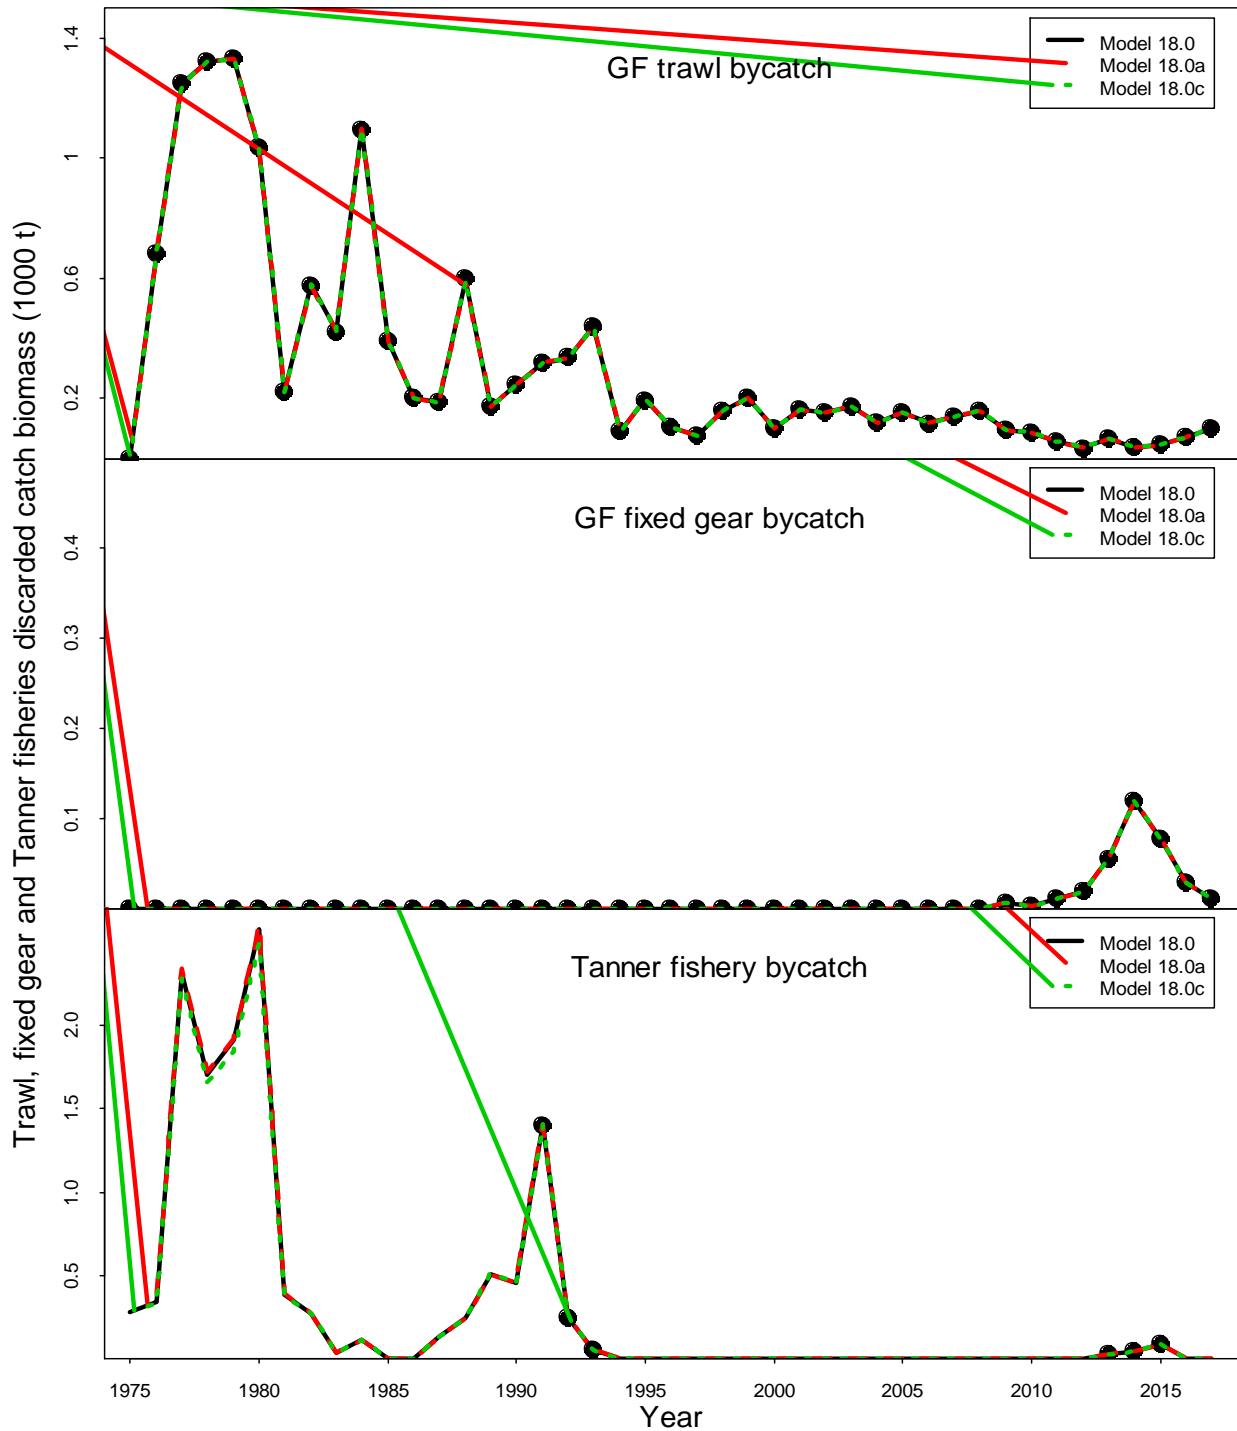 Trawl, fixed gear and Tanner fisheries discarded catch biomass (1000 t)
GF trawl bycatch
Model 18.0
Model 18.0a
Model 18.0c
1.4
1
0.6
0.2
GF fixed gear bycatch
Model 18.0
Model 18.0a
Model 18.0c
0.4
0.3
0.2
0.1
Tanner fishery bycatch
Model 18.0
Model 18.0a
Model 18.0c
2.0
1.5
1.0
0.5
1975 1980 1985 1990 1995 2000 2005 2010 2015
Year